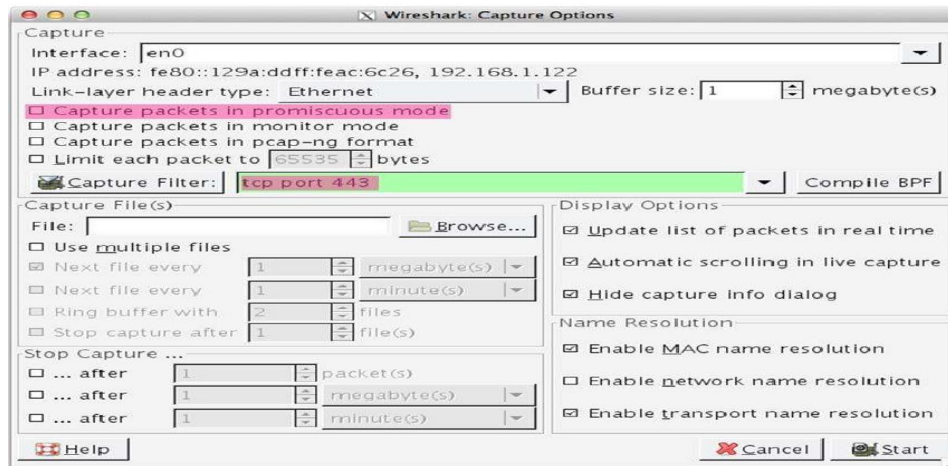 Wireshark: Capture Options
Capture
Interface: en0
IP address: fe80::129a:ddff:feac:6c26, 192.168.1.122
Link-layer header type: Ethernet Buffer size: 1 megabyte(s)
Capture packets in promiscuous mode
Capture packets in monitor mode
Capture packets in pcap-ng format
Limit each packet to 65535 bytes
Capture Filter: tcp port 443 Compile BPF
Capture File(s)
File: Browse...
Use multiple files
Next file every 1 megabyte(s)
Next file every 1 minute(s)
Ring buffer with 2 files
Stop capture after 1 file(s)
Stop Capture ...
... after 1 packet(s)
... after 1 megabyte(s)
... after 1 minute(s)
Display Options
Update list of packets in real time
Automatic scrolling in live capture
Hide capture info dialog
Name Resolution
Enable MAC name resolution
Enable network name resolution
Enable transport name resolution
Help Cancel Start